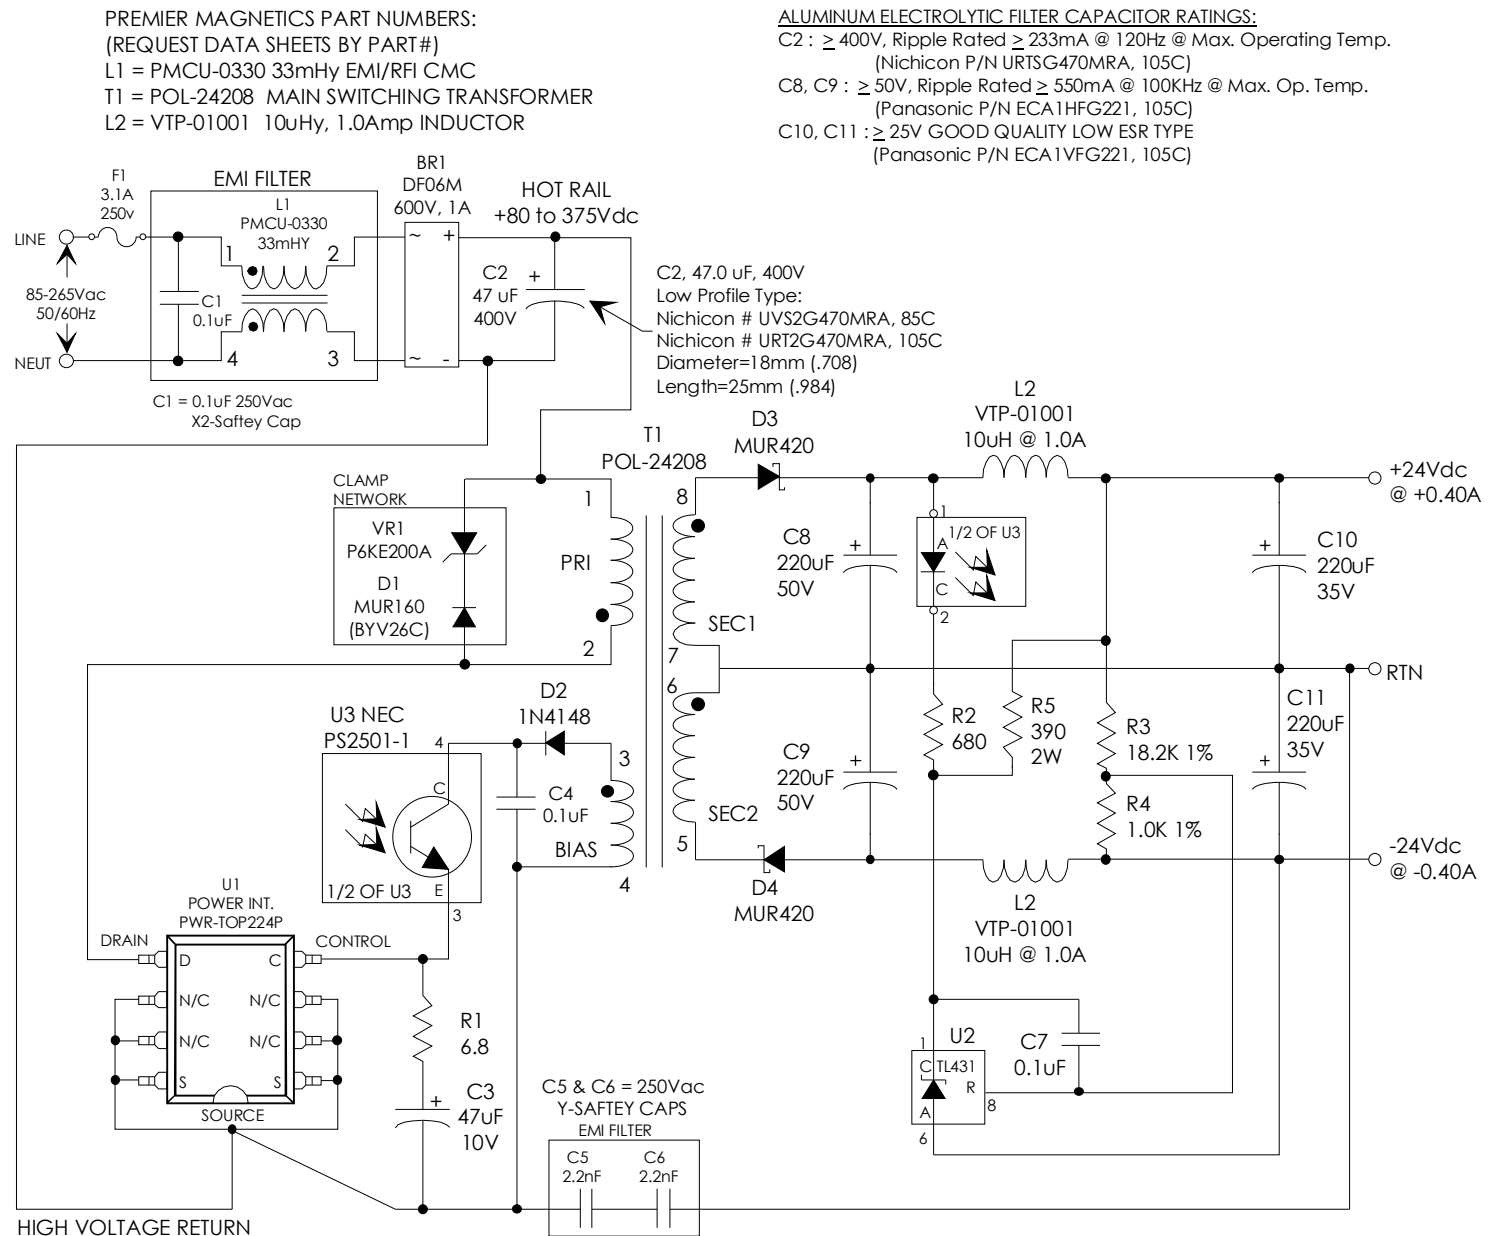 PREMIER MAGNETICS PART NUMBERS:
(REQUEST DATA SHEETS BY PART#)
L1 = PMCU-0330 33mHy EMI/RFI CMC
T1 = POL-24208 MAIN SWITCHING TRANSFORMER
L2 = VTP-01001 10uHy, 1.0Amp INDUCTOR
ALUMINUM ELECTROLYTIC FILTER CAPACITOR RATINGS:
C2 : ≥ 400V, Ripple Rated ≥ 233mA @ 120Hz @ Max. Operating Temp.
(Nichicon P/N URTSG470MRA, 105C)
C8, C9 : ≥ 50V, Ripple Rated ≥ 550mA @ 100KHz @ Max. Op. Temp.
(Panasonic P/N ECA1HFG221, 105C)
C10, C11 : ≥ 25V GOOD QUALITY LOW ESR TYPE
(Panasonic P/N ECA1VFG221, 105C)
F1
3.1A
250v
EMI FILTER
L1
PMCU-0330
33mHY
BR1
DF06M
600V, 1A
HOT RAIL
+80 to 375Vdc
LINE
1
2
~
+
85-265Vac
50/60Hz
C1
0.1uF
C2
47 uF
400V
+
NEUT
4
3
~
-
C1 = 0.1uF 250Vac
X2-Saftey Cap
C2, 47.0 uF, 400V
Low Profile Type:
Nichicon # UVS2G470MRA, 85C
Nichicon # URT2G470MRA, 105C
Diameter=18mm (.708)
Length=25mm (.984)
CLAMP
NETWORK
VR1
P6KE200A
D1
MUR160
(BYV26C)
T1
POL-24208
1
PRI
2
8
SEC1
7
6
SEC2
5
3
BIAS
4
D3
MUR420
L2
VTP-01001
10uH @ 1.0A
+24Vdc
@ +0.40A
C8
220uF
50V
+
1
1/2 OF U3
A
C
2
C10
220uF
35V
+
RTN
R2
680
R5
390
2W
R3
18.2K 1%
C11
220uF
35V
+
C9
220uF
50V
+
R4
1.0K 1%
D4
MUR420
L2
VTP-01001
10uH @ 1.0A
-24Vdc
@ -0.40A
U3 NEC
PS2501-1
4
C
E
1/2 OF U3
3
D2
1N4148
C4
0.1uF
U1
POWER INT.
PWR-TOP224P
DRAIN
CONTROL
D
C
N/C
N/C
N/C
N/C
S
S
SOURCE
R1
6.8
C3
47uF
10V
+
C5 & C6 = 250Vac
Y-SAFTEY CAPS
EMI FILTER
C5
2.2nF
C6
2.2nF
1
U2
C
TL431
R
A
8
6
C7
0.1uF
HIGH VOLTAGE RETURN